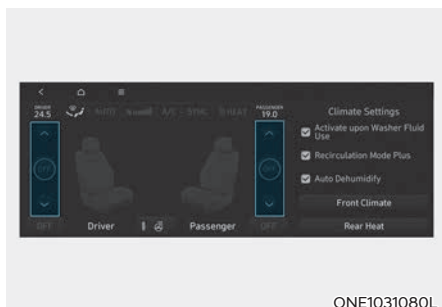 DRIVER
24.5
AUTO
A/C
SYNC
HEAT
PASSENGER
19.0
Climate Settings
Activate upon Washer Fluid
Use
Recirculation Mode Plus
Auto Dehumidify
OFF
OFF
Front Climate
OFF
Driver
Passenger
OFF
Rear Heat
ONE1031080L